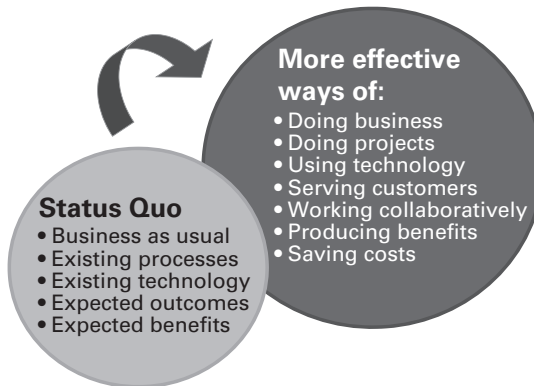 More effective
ways of:
• Doing business
• Doing projects
• Using technology
• Serving customers
• Working collaboratively
• Producing benefits
• Saving costs
Status Quo
• Business as usual
• Existing processes
• Existing technology
• Expected outcomes
• Expected benefits